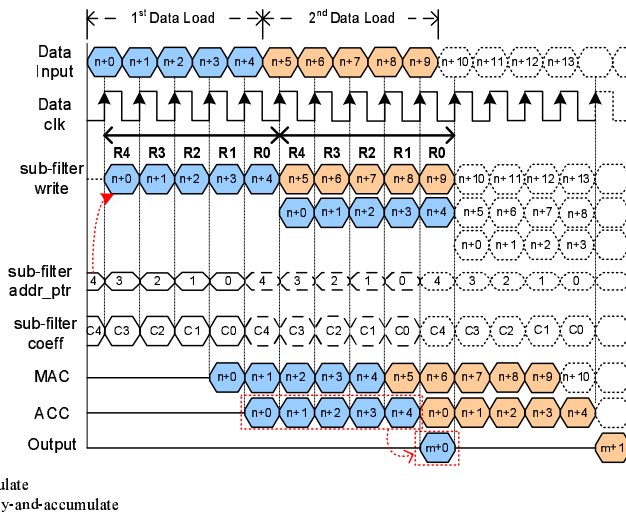 1st Data Load 2nd Data Load
Data Input n+0 n+1 n+2 n+3 n+4 n+5 n+6 n+7 n+8 n+9 n+10 n+11 n+12 n+13
Data clk
R4 R3 R2 R1 R0 R4 R3 R2 R1 R0
sub-filter write n+0 n+1 n+2 n+3 n+4 n+5 n+6 n+7 n+8 n+9 n+10 n+11 n+12 n+13
n+0 n+1 n+2 n+3 n+4 n+5 n+6 n+7 n+8
n+0 n+1 n+2 n+3
sub-filter addr_ptr 4 3 2 1 0 4 3 2 1 0 4 3 2 1 0
sub-filter coeff C4 C3 C2 C1 C0 C4 C3 C2 C1 C0 C4 C3 C2 C1 C0
MAC n+0 n+1 n+2 n+3 n+4 n+5 n+6 n+7 n+8 n+9 n+10
ACC n+0 n+1 n+2 n+3 n+4 n+0 n+1 n+2 n+3 n+4
Output m+0 m+1
ulate
y-and-accumulate